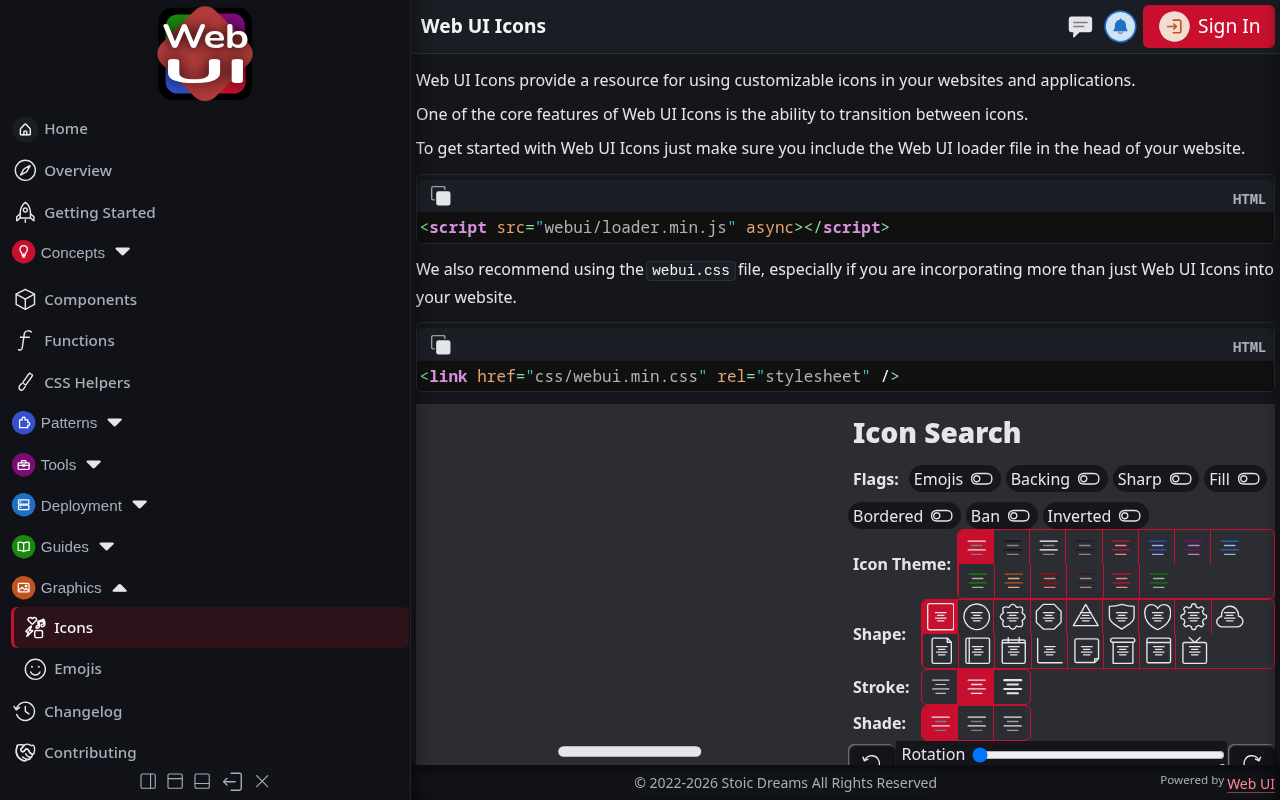 Web UI
Home
Overview
Getting Started
Concepts
Components
Functions
CSS Helpers
Patterns
Tools
Deployment
Guides
Graphics
Icons
Emojis
Changelog
Contributing
Web UI Icons
Sign In
Web UI Icons provide a resource for using customizable icons in your websites and applications.
One of the core features of Web UI Icons is the ability to transition between icons.
To get started with Web UI Icons just make sure you include the Web UI loader file in the head of your website.
HTML
<script src="webui/loader.min.js" async></script>
We also recommend using the webui.css file, especially if you are incorporating more than just Web UI Icons into
your website.
HTML
<link href="css/webui.min.css" rel="stylesheet" />
Icon Search
Flags: Emojis Backing Sharp Fill
Bordered Ban Inverted
Icon Theme:
Shape:
Stroke:
Shade:
Rotation
© 2022-2026 Stoic Dreams All Rights Reserved
Powered by Web UI